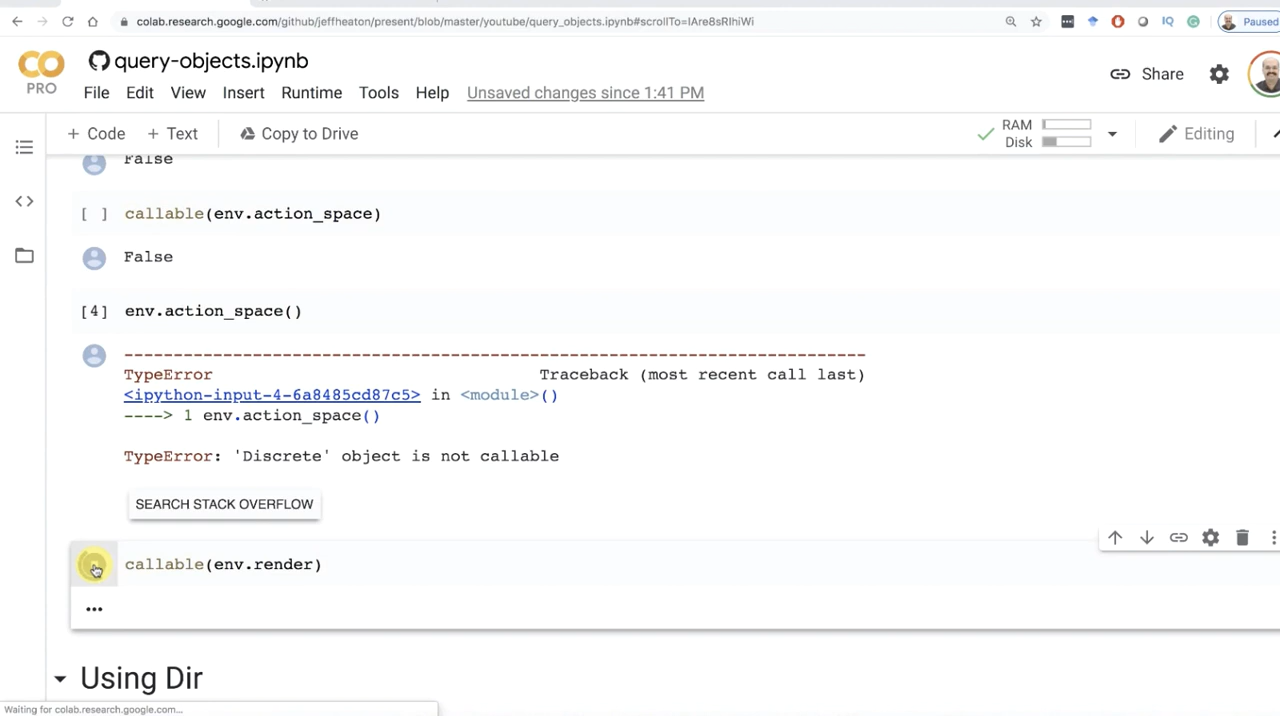 colab.research.google.com/github/jeffheaton/present/blob/master/youtube/query_objects.ipynb#scrollTo=IAre8sRIhiWi
IQ
Paused
CO
PRO
query-objects.ipynb
File Edit View Insert Runtime Tools Help Unsaved changes since 1:41 PM
Share
+ Code + Text Copy to Drive
RAM
Disk
Editing
False
[ ] callable(env.action_space)
False
[4] env.action_space()
---------------------------------------------------------------------------
TypeError Traceback (most recent call last)
<ipython-input-4-6a8485cd87c5> in <module>()
----> 1 env.action_space()
TypeError: 'Discrete' object is not callable
SEARCH STACK OVERFLOW
callable(env.render)
...
Using Dir
Waiting for colab.research.google.com...